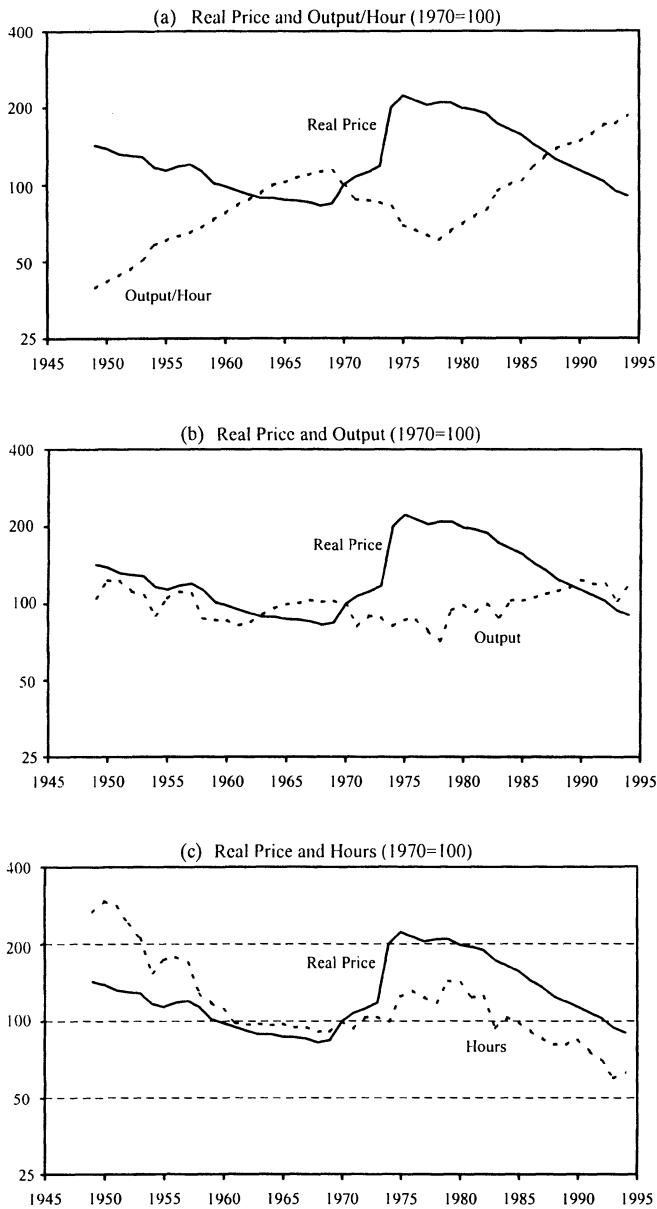 (a) Real Price and Output/Hour (1970=100)
400
200
100
50
25
Real Price
Output/Hour
1945 1950 1955 1960 1965 1970 1975 1980 1985 1990 1995
(b) Real Price and Output (1970=100)
400
200
100
50
25
Real Price
Output
1945 1950 1955 1960 1965 1970 1975 1980 1985 1990 1995
(c) Real Price and Hours (1970=100)
400
200
100
50
25
Real Price
Hours
1945 1950 1955 1960 1965 1970 1975 1980 1985 1990 1995